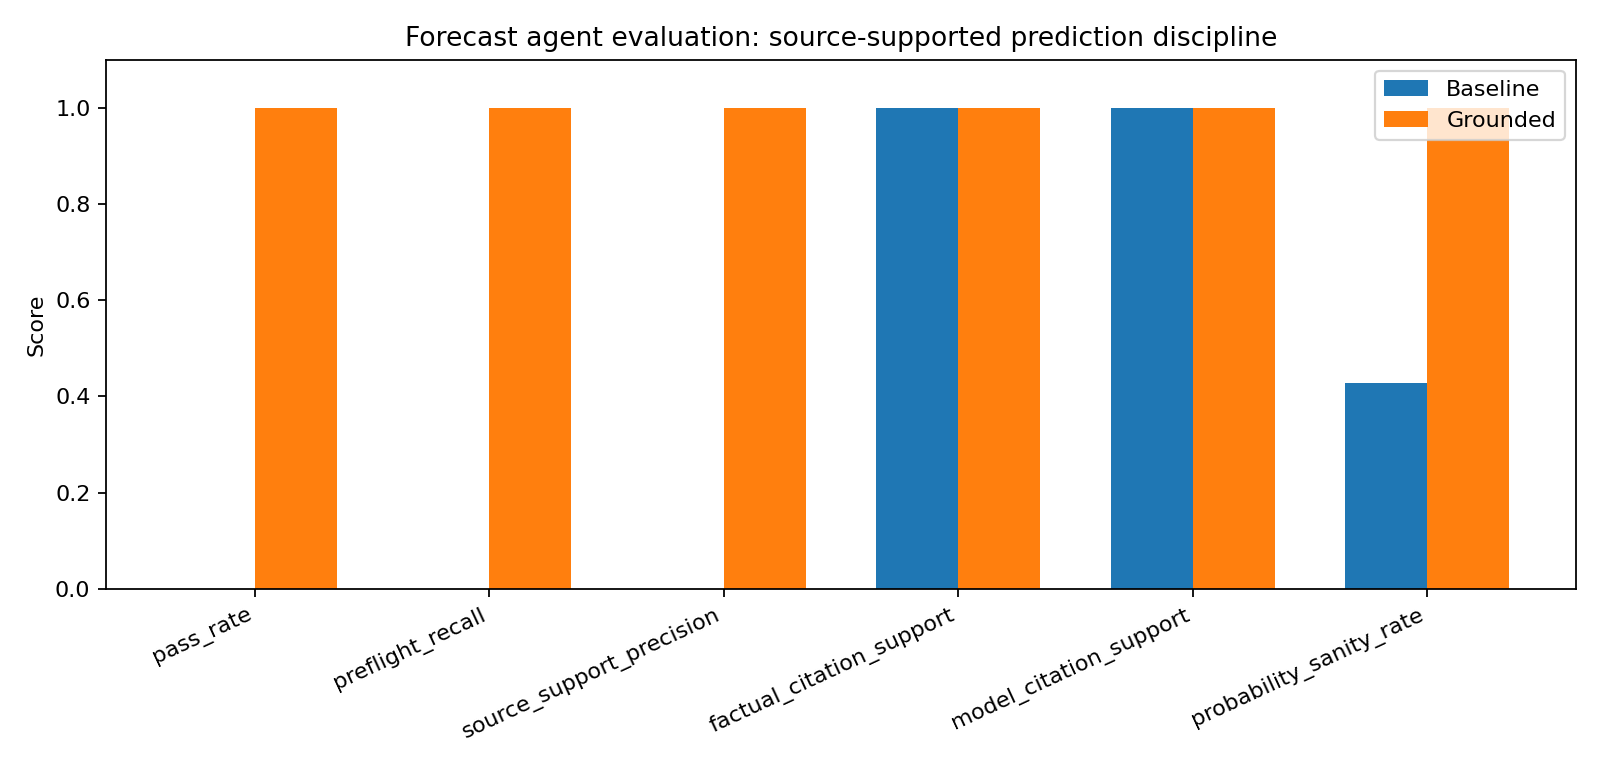 Forecast agent evaluation: source-supported prediction discipline
Baseline
Grounded
Score
1.0
0.8
0.6
0.4
0.2
0.0
pass_rate
preflight_recall
source_support_precision
factual_citation_support
model_citation_support
probability_sanity_rate